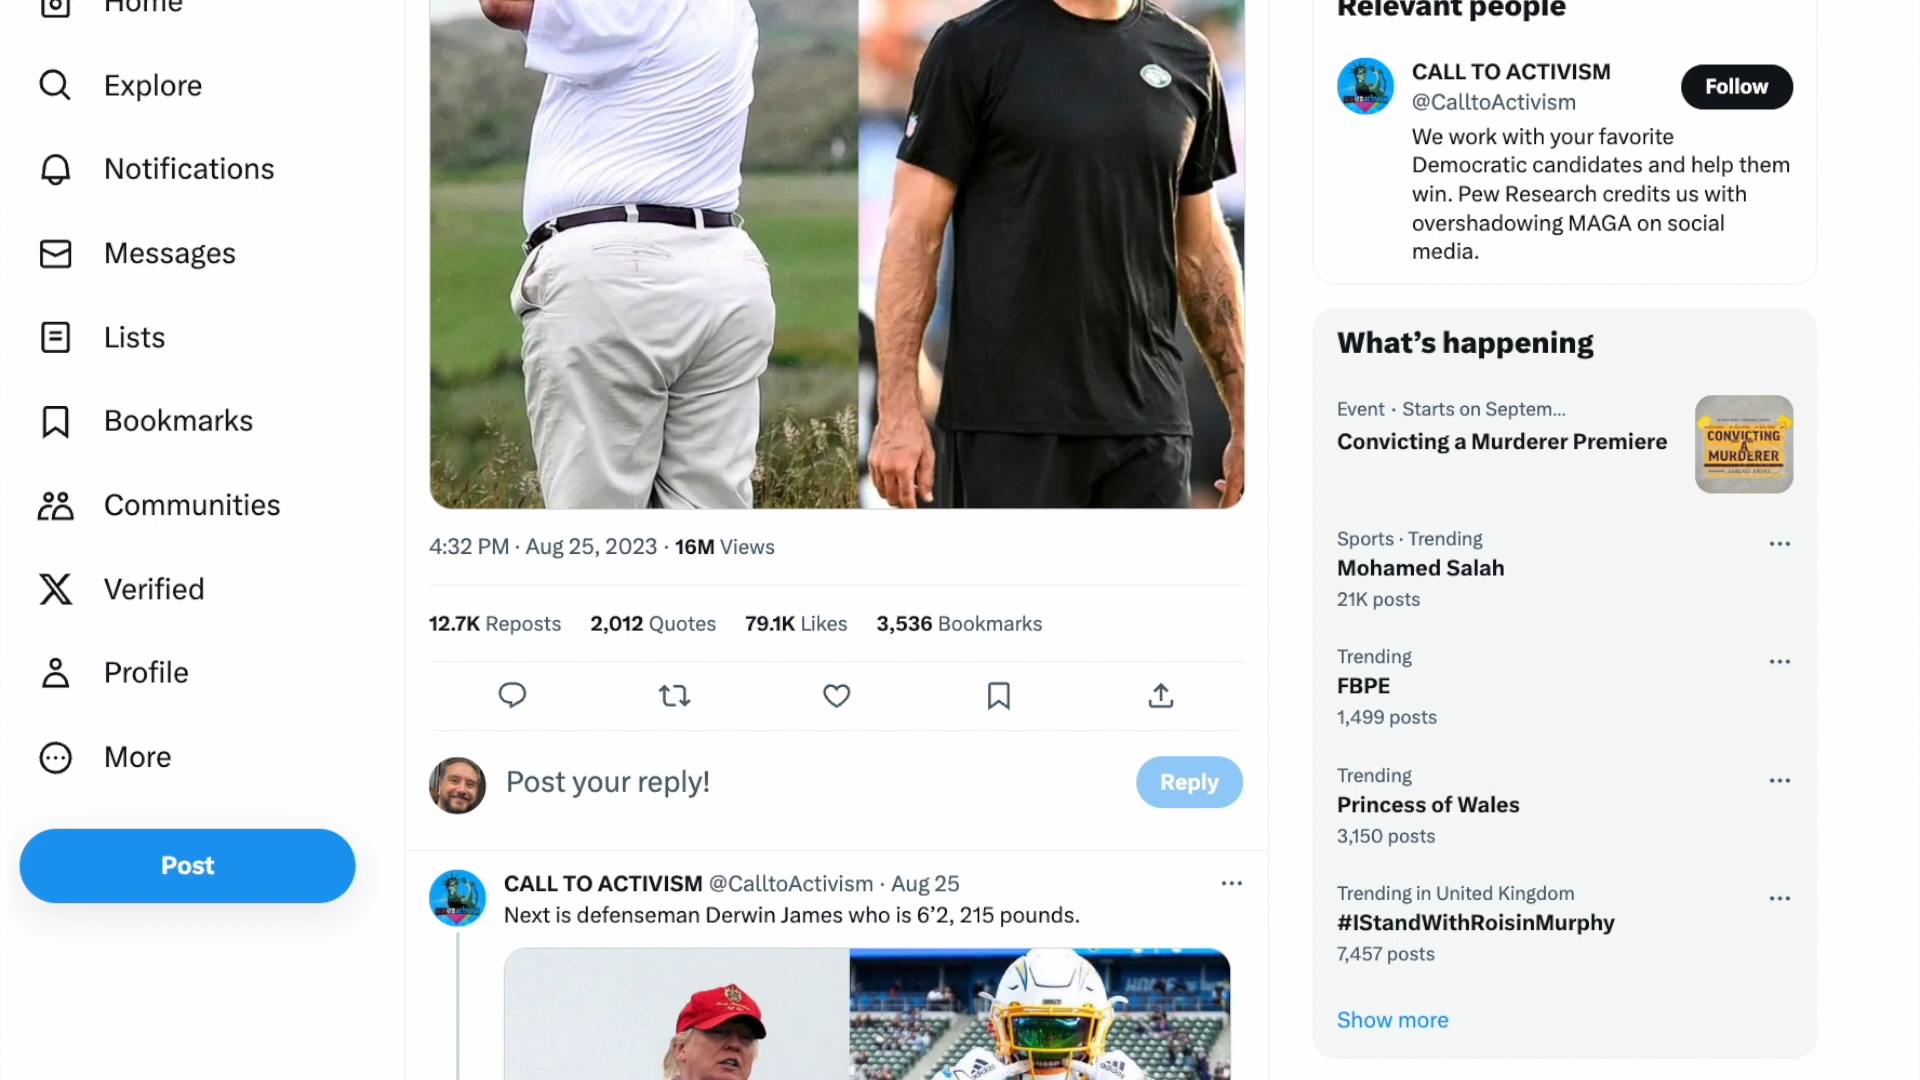 Home
Explore
Notifications
Messages
Lists
Bookmarks
Communities
Verified
Profile
More
Post
4:32 PM · Aug 25, 2023 · 16M Views
12.7K Reposts 2,012 Quotes 79.1K Likes 3,536 Bookmarks
Post your reply!
Reply
CALL TO ACTIVISM @CalltoActivism · Aug 25
Next is defenseman Derwin James who is 6’2, 215 pounds.
Relevant people
CALL TO ACTIVISM
@CalltoActivism
Follow
We work with your favorite
Democratic candidates and help them
win. Pew Research credits us with
overshadowing MAGA on social
media.
What’s happening
Event · Starts on Septem...
Convicting a Murderer Premiere
CONVICTING
A
MURDERER
Sports · Trending
Mohamed Salah
21K posts
Trending
FBPE
1,499 posts
Trending
Princess of Wales
3,150 posts
Trending in United Kingdom
#IStandWithRoisinMurphy
7,457 posts
Show more